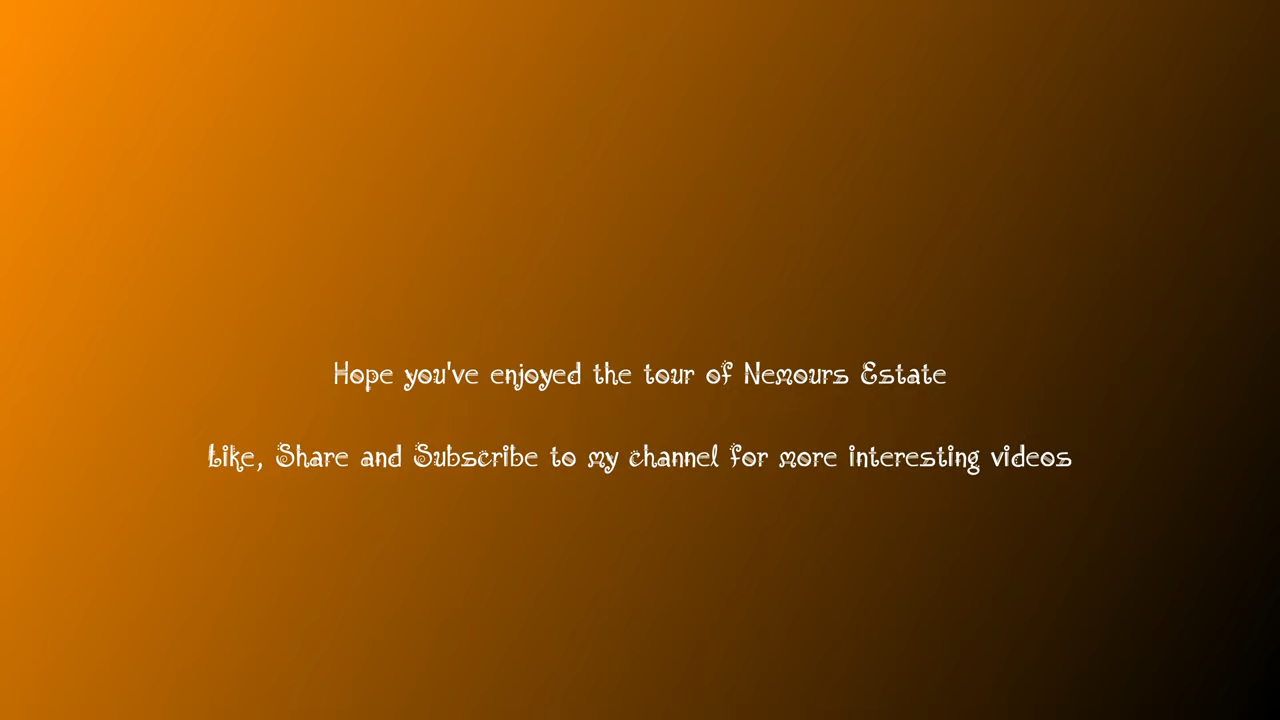 Hope you've enjoyed the tour of Nemours Estate
Like, Share and Subscribe to my channel for more interesting videos